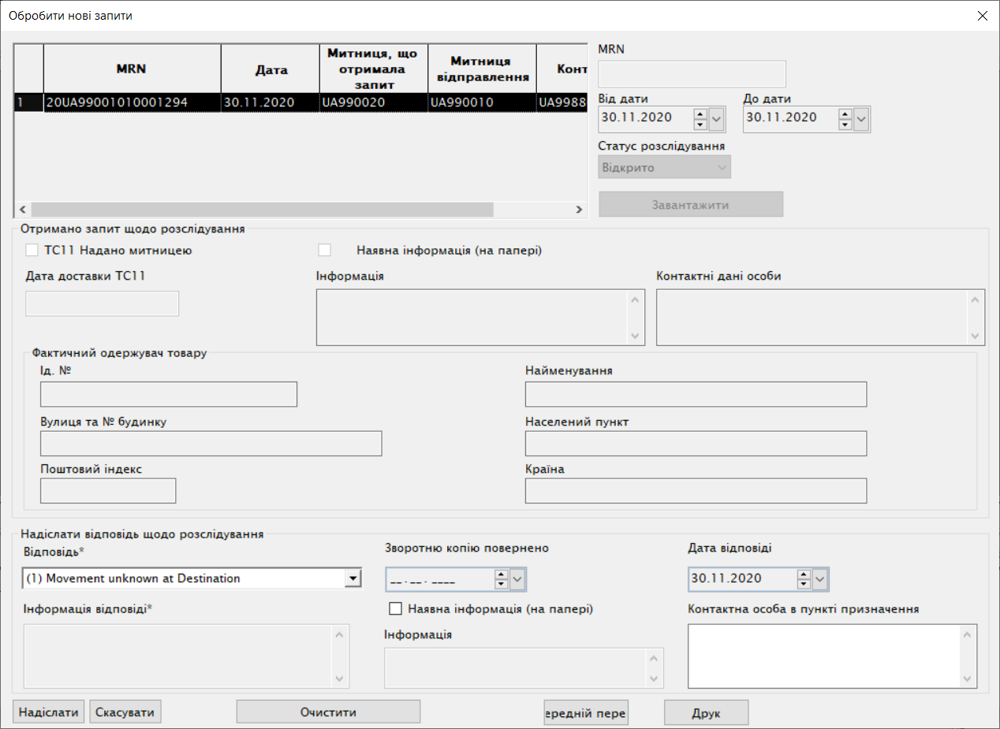 Обробити нові запити
MRN
Дата
Митниця, що
отримала
запит
Митниця
відправлення
Конт
1 20UA99001010001294 30.11.2020 UA990020 UA990010 UA9988
MRN
Від дати До дати
30.11.2020 30.11.2020
Статус розслідування
Відкрито
Завантажити
Отримано запит щодо розслідування
ТС11 Надано митницею Наявна інформація (на папері)
Дата доставки ТС11 Інформація Контактні дані особи
Фактичний одержувач товару
Ід. № Найменування
Вулиця та № будинку Населений пункт
Поштовий індекс Країна
Надіслати відповідь щодо розслідування
Відповідь* Зворотню копію повернено Дата відповіді
(1) Movement unknown at Destination __.__.____ 30.11.2020
Інформація відповіді* Наявна інформація (на папері) Контактна особа в пункті призначення
Інформація
Надіслати Скасувати Очистити ередній пере Друк